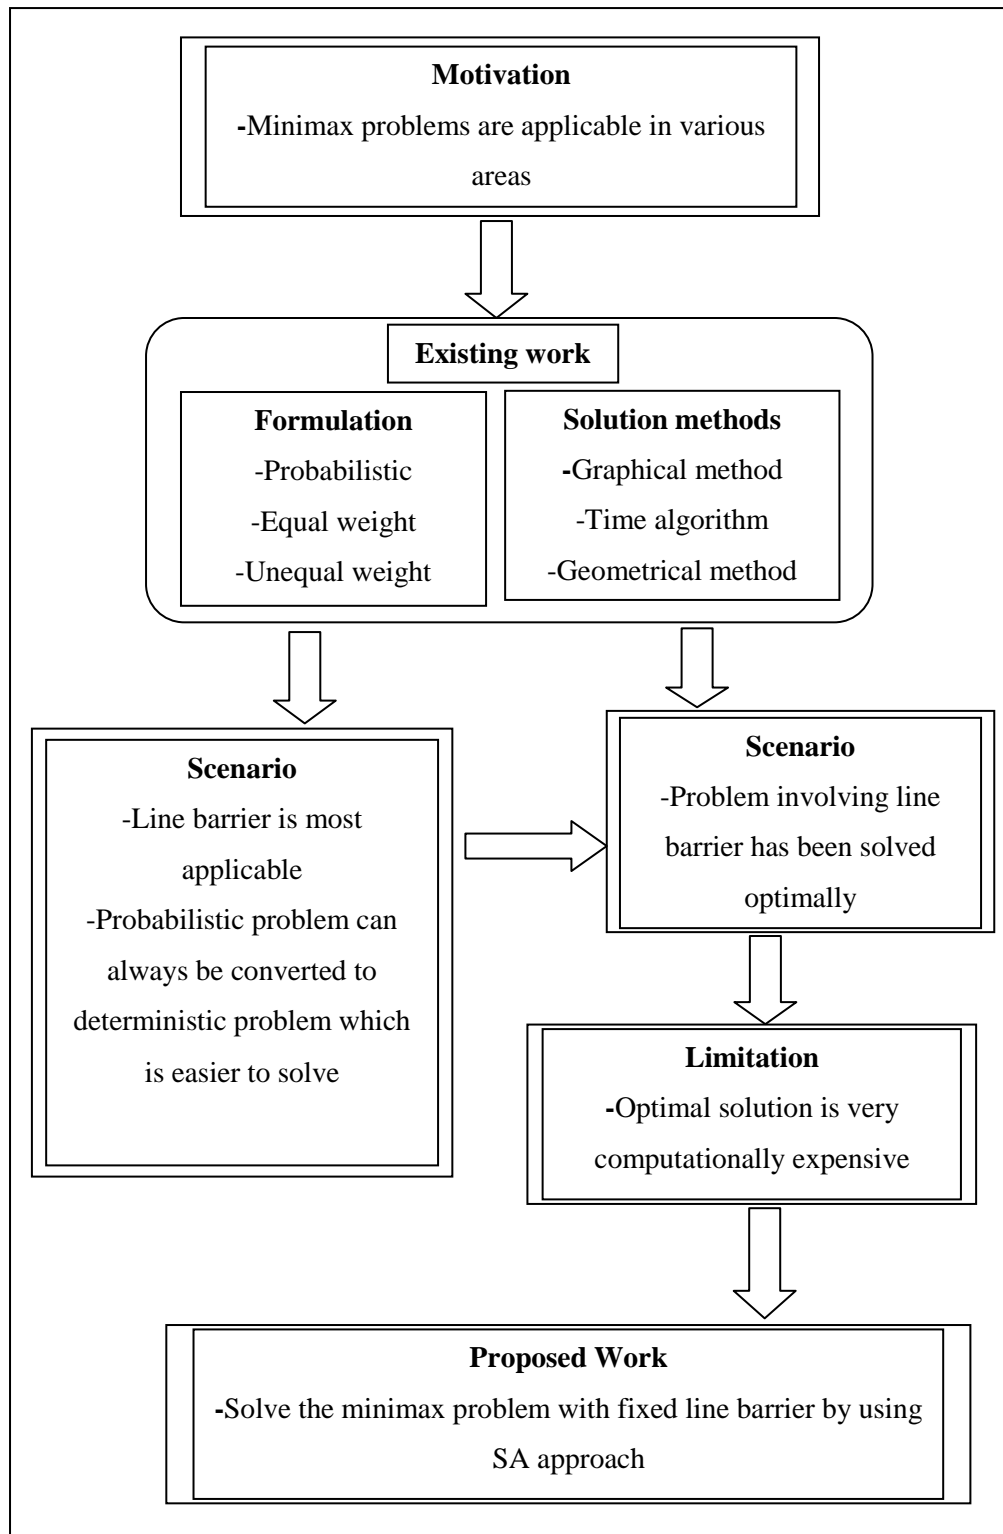 Motivation
-Minimax problems are applicable in various
areas
Existing work
Formulation
-Probabilistic
-Equal weight
-Unequal weight
Solution methods
-Graphical method
-Time algorithm
-Geometrical method
Scenario
-Line barrier is most
applicable
-Probabilistic problem can
always be converted to
deterministic problem which
is easier to solve
Scenario
-Problem involving line
barrier has been solved
optimally
Limitation
-Optimal solution is very
computationally expensive
Proposed Work
-Solve the minimax problem with fixed line barrier by using
SA approach